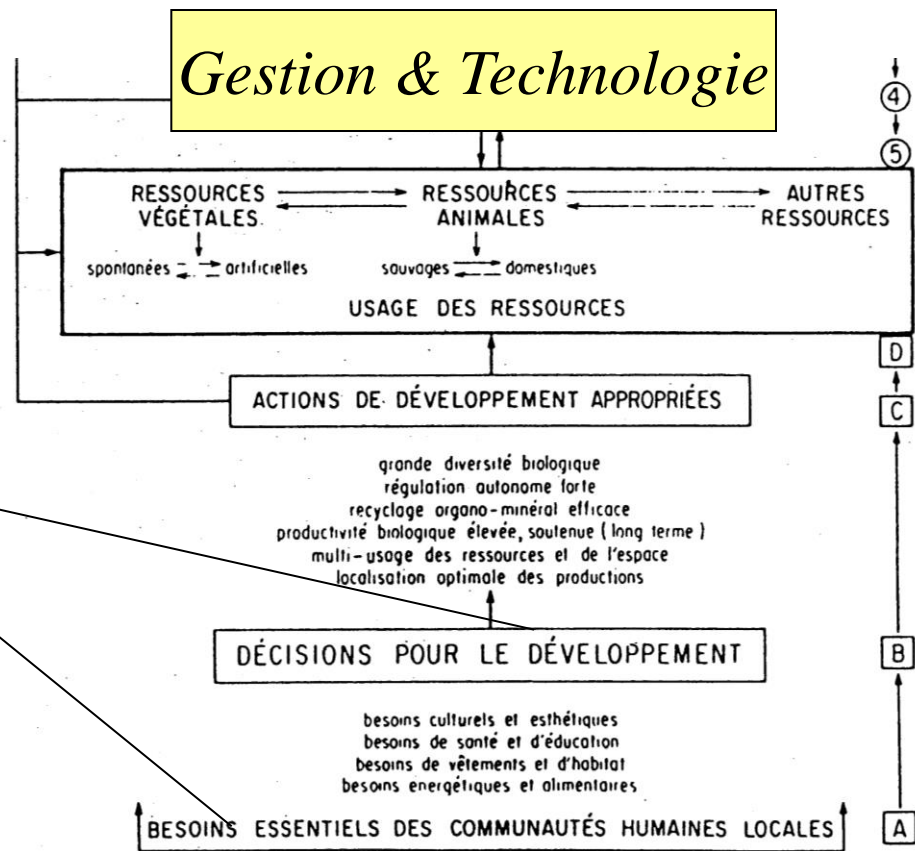 Gestion & Technologie
4
5
RESSOURCES VÉGÉTALES.
RESSOURCES ANIMALES
AUTRES RESSOURCES
spontanées artificielles
sauvages domestiques
USAGE DES RESSOURCES
D
ACTIONS DE DÉVELOPPEMENT APPROPRIÉES
C
grande diversité biologique
régulation autonome forte
recyclage organo-minéral efficace
productivité biologique élevée, soutenue (long terme)
multi-usage des ressources et de l'espace
localisation optimale des productions
DÉCISIONS POUR LE DÉVELOPPEMENT
B
besoins culturels et esthétiques
besoins de santé et d'éducation
besoins de vêtements et d'habitat
besoins energétiques et alimentaires
BESOINS ESSENTIELS DES COMMUNAUTÉS HUMAINES LOCALES
A